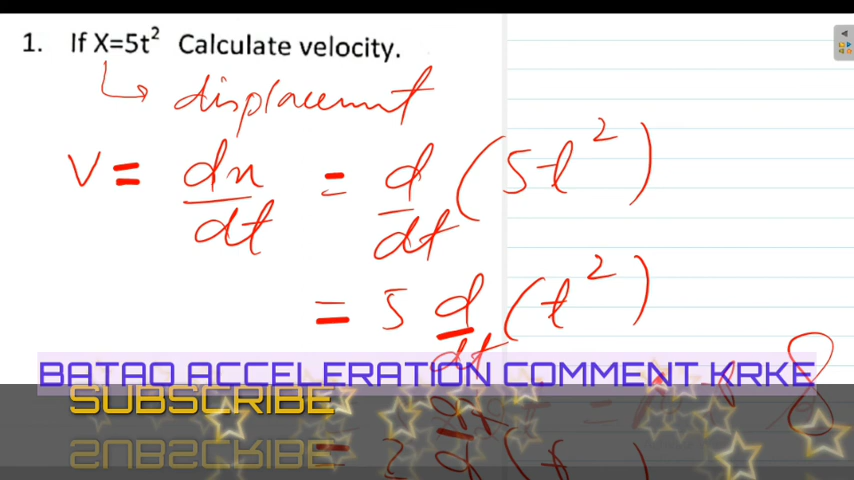 1. If X=5t² Calculate velocity.
displacement
V = dx/dt = d/dt (5t²)
= 5 d/dt (t²)
BATAO ACCELERATION COMMENT KRKE
SUBSCRIBE